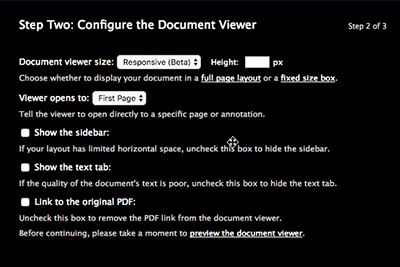 Step Two: Configure the Document Viewer
Step 2 of 3
Document viewer size: Responsive (Beta) Height: px
Choose whether to display your document in a full page layout or a fixed size box.
Viewer opens to: First Page
Tell the viewer to open directly to a specific page or annotation.
Show the sidebar:
If your layout has limited horizontal space, uncheck this box to hide the sidebar.
Show the text tab:
If the quality of the document's text is poor, uncheck this box to hide the text tab.
Link to the original PDF:
Uncheck this box to remove the PDF link from the document viewer.
Before continuing, please take a moment to preview the document viewer.